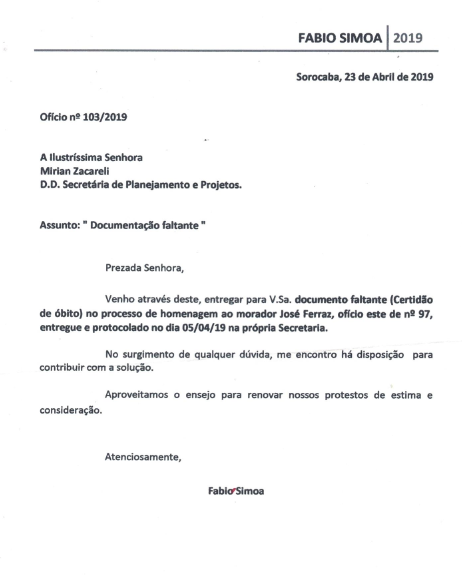 FABIO SIMOA 2019
Sorocaba, 23 de Abril de 2019
Ofício nº 103/2019
A Ilustríssima Senhora
Mirian Zacareli
D.D. Secretária de Planejamento e Projetos.
Assunto: " Documentação faltante "
Prezada Senhora,
Venho através deste, entregar para V.Sa. documento faltante (Certidão
de óbito) no processo de homenagem ao morador José Ferraz, ofício este de nº 97,
entregue e protocolado no dia 05/04/19 na própria Secretaria.
No surgimento de qualquer dúvida, me encontro há disposição para
contribuir com a solução.
Aproveitamos o ensejo para renovar nossos protestos de estima e
consideração.
Atenciosamente,
Fabio Simoa